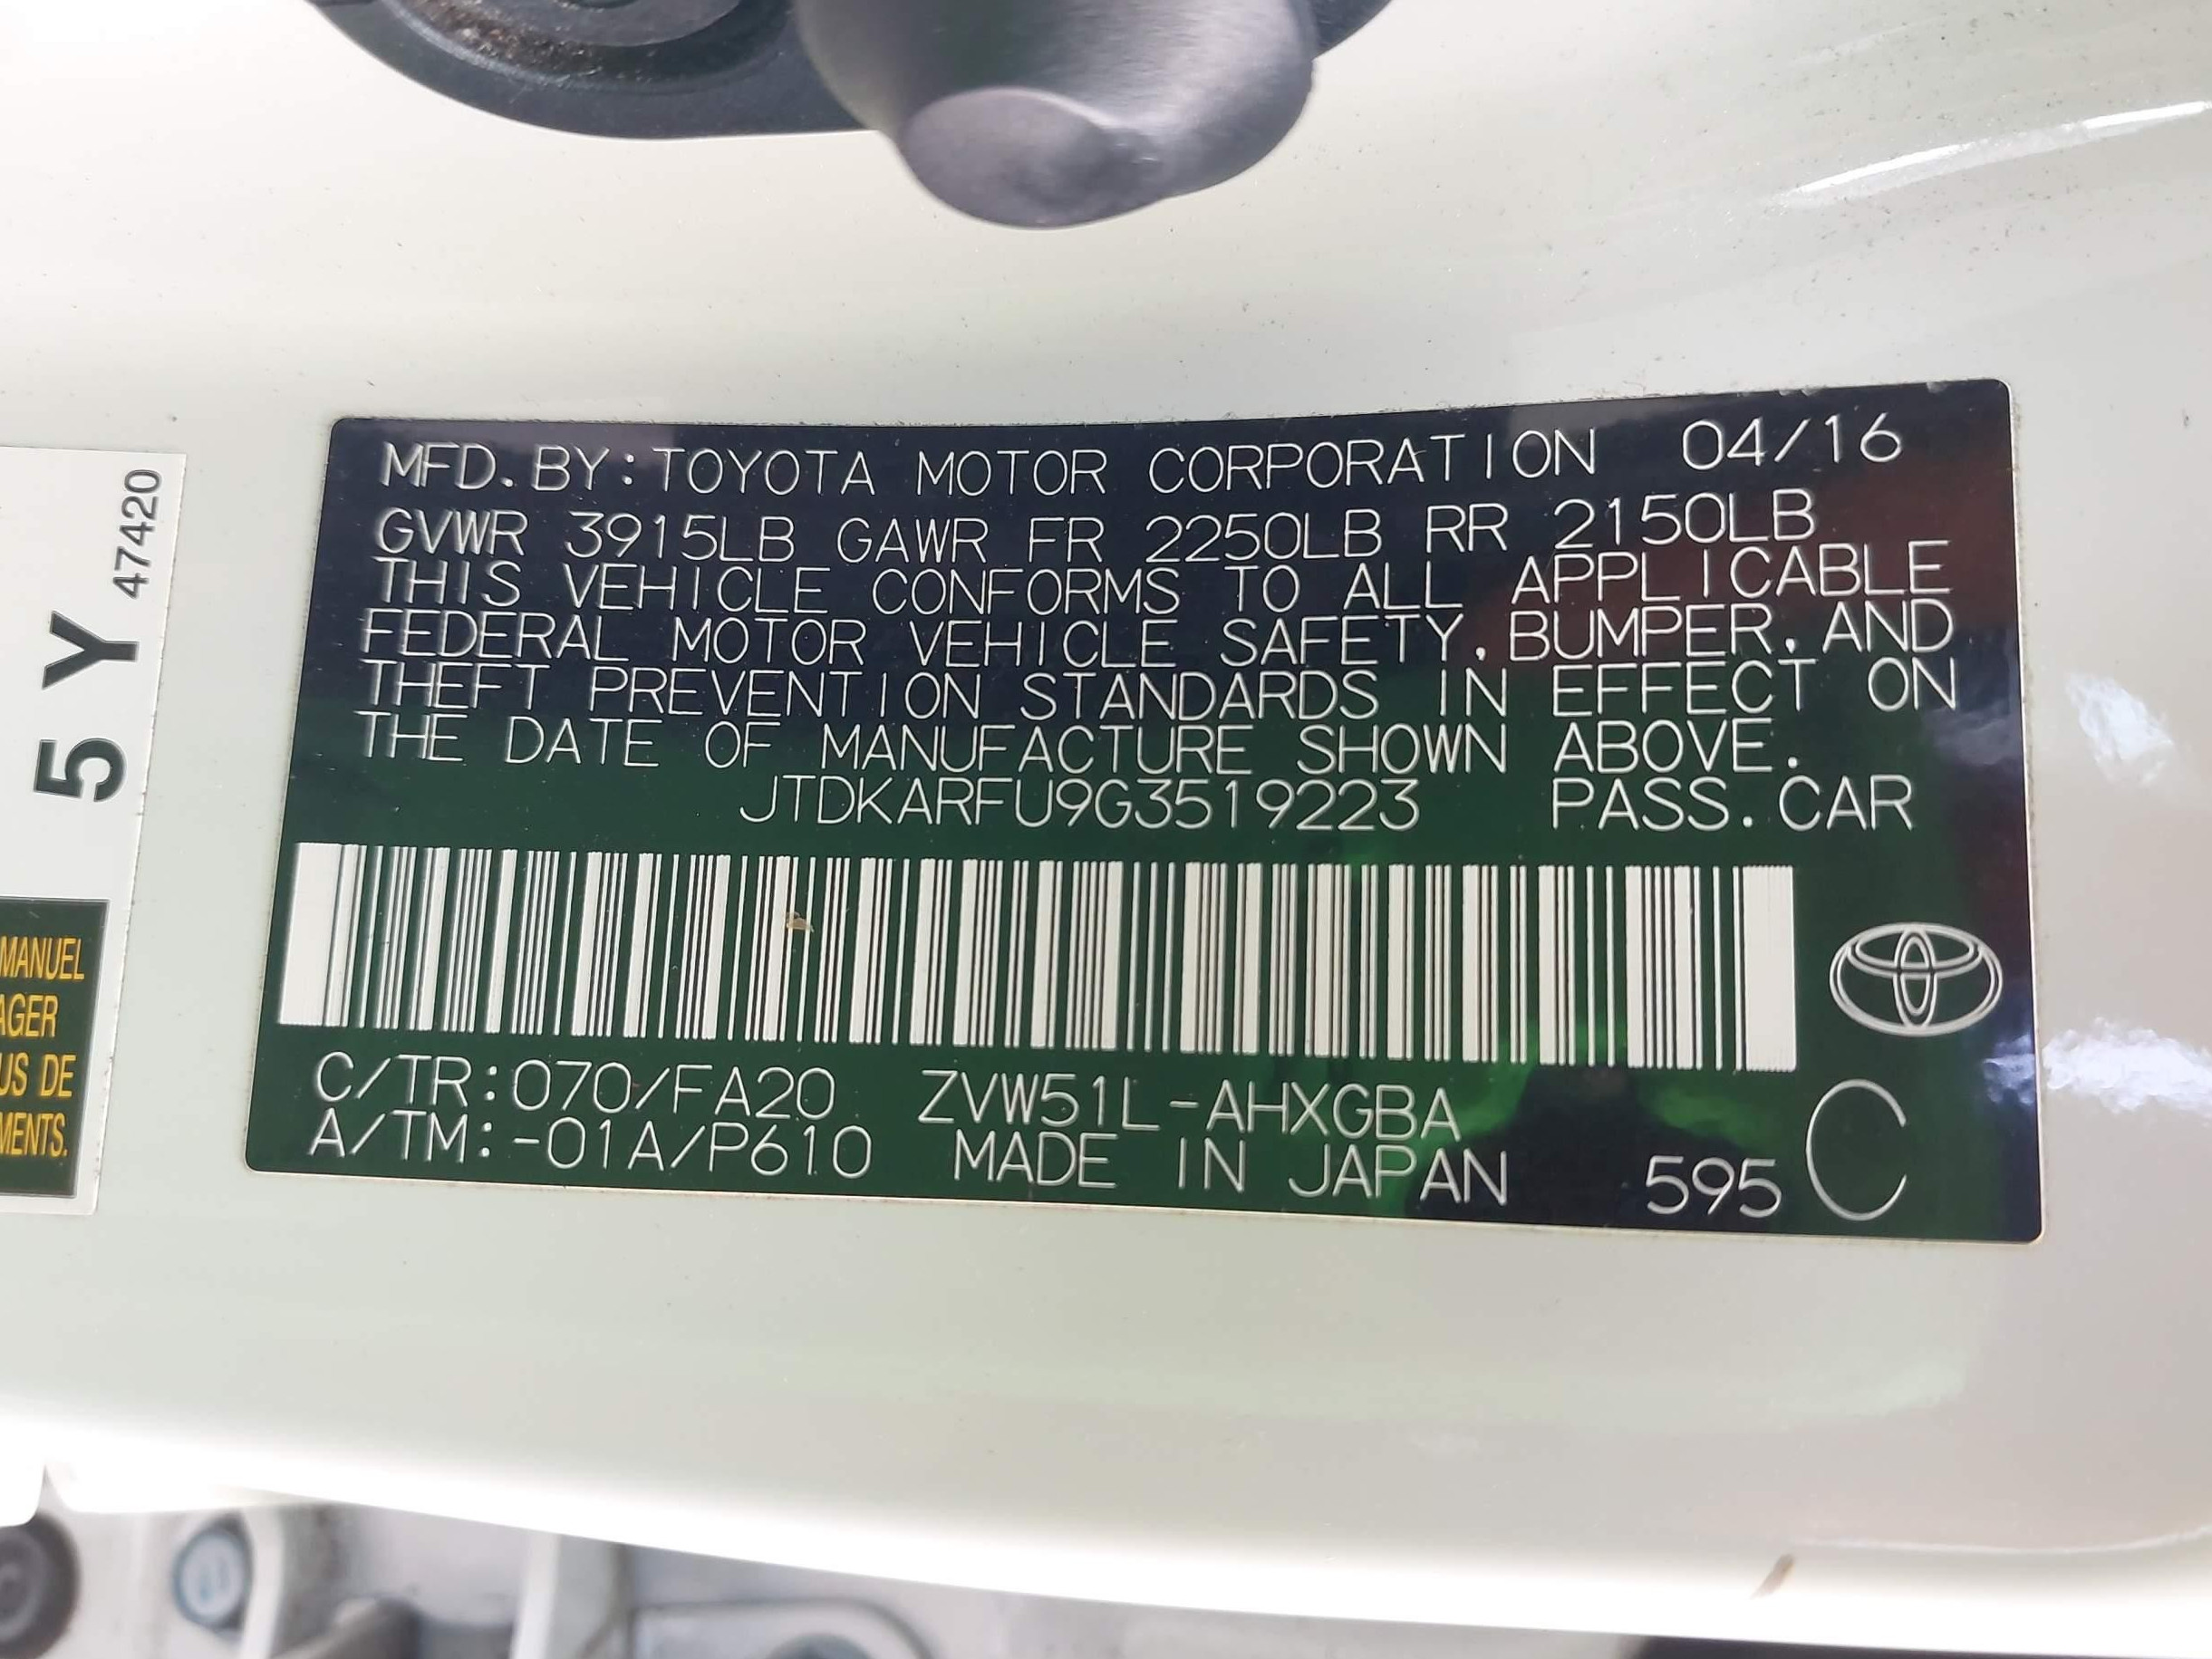 MFD. BY: TOYOTA MOTOR CORPORATION 04/16
GVWR 3915LB GAWR FR 2250LB RR 2150LB
THIS VEHICLE CONFORMS TO ALL APPLICABLE
FEDERAL MOTOR VEHICLE SAFETY, BUMPER, AND
THEFT PREVENTION STANDARDS IN EFFECT ON
THE DATE OF MANUFACTURE SHOWN ABOVE.
JTDKARFU9G3519223 PASS. CAR
C/TR:070/FA20 ZVW51L-AHXGBA
A/TM:-01A/P610 MADE IN JAPAN 595 C
5Y 47420
MANUEL
AGER
US DE
MENTS.